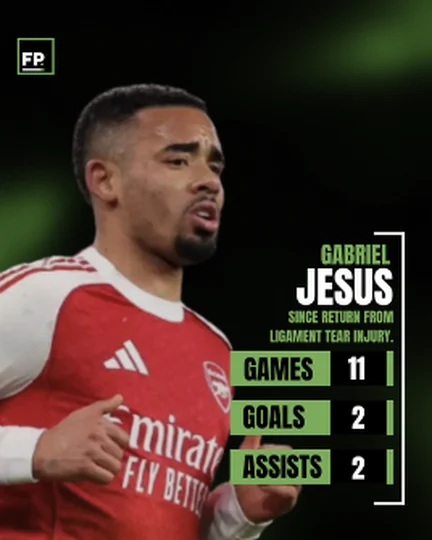 FP.
GABRIEL
JESUS
SINCE RETURN FROM
LIGAMENT TEAR INJURY.
GAMES 11
GOALS 2
ASSISTS 2
Emirates
FLY BETTER